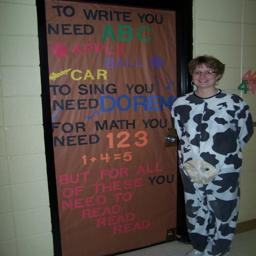 TO WRITE YOU
NEED ABC
APPLE
BALL
CAR
TO SING YOU
NEED DOREMI
FOR MATH YOU
NEED 123
1+4=5
BUT FOR ALL
OF THESE YOU
NEED TO
READ
READ
READ